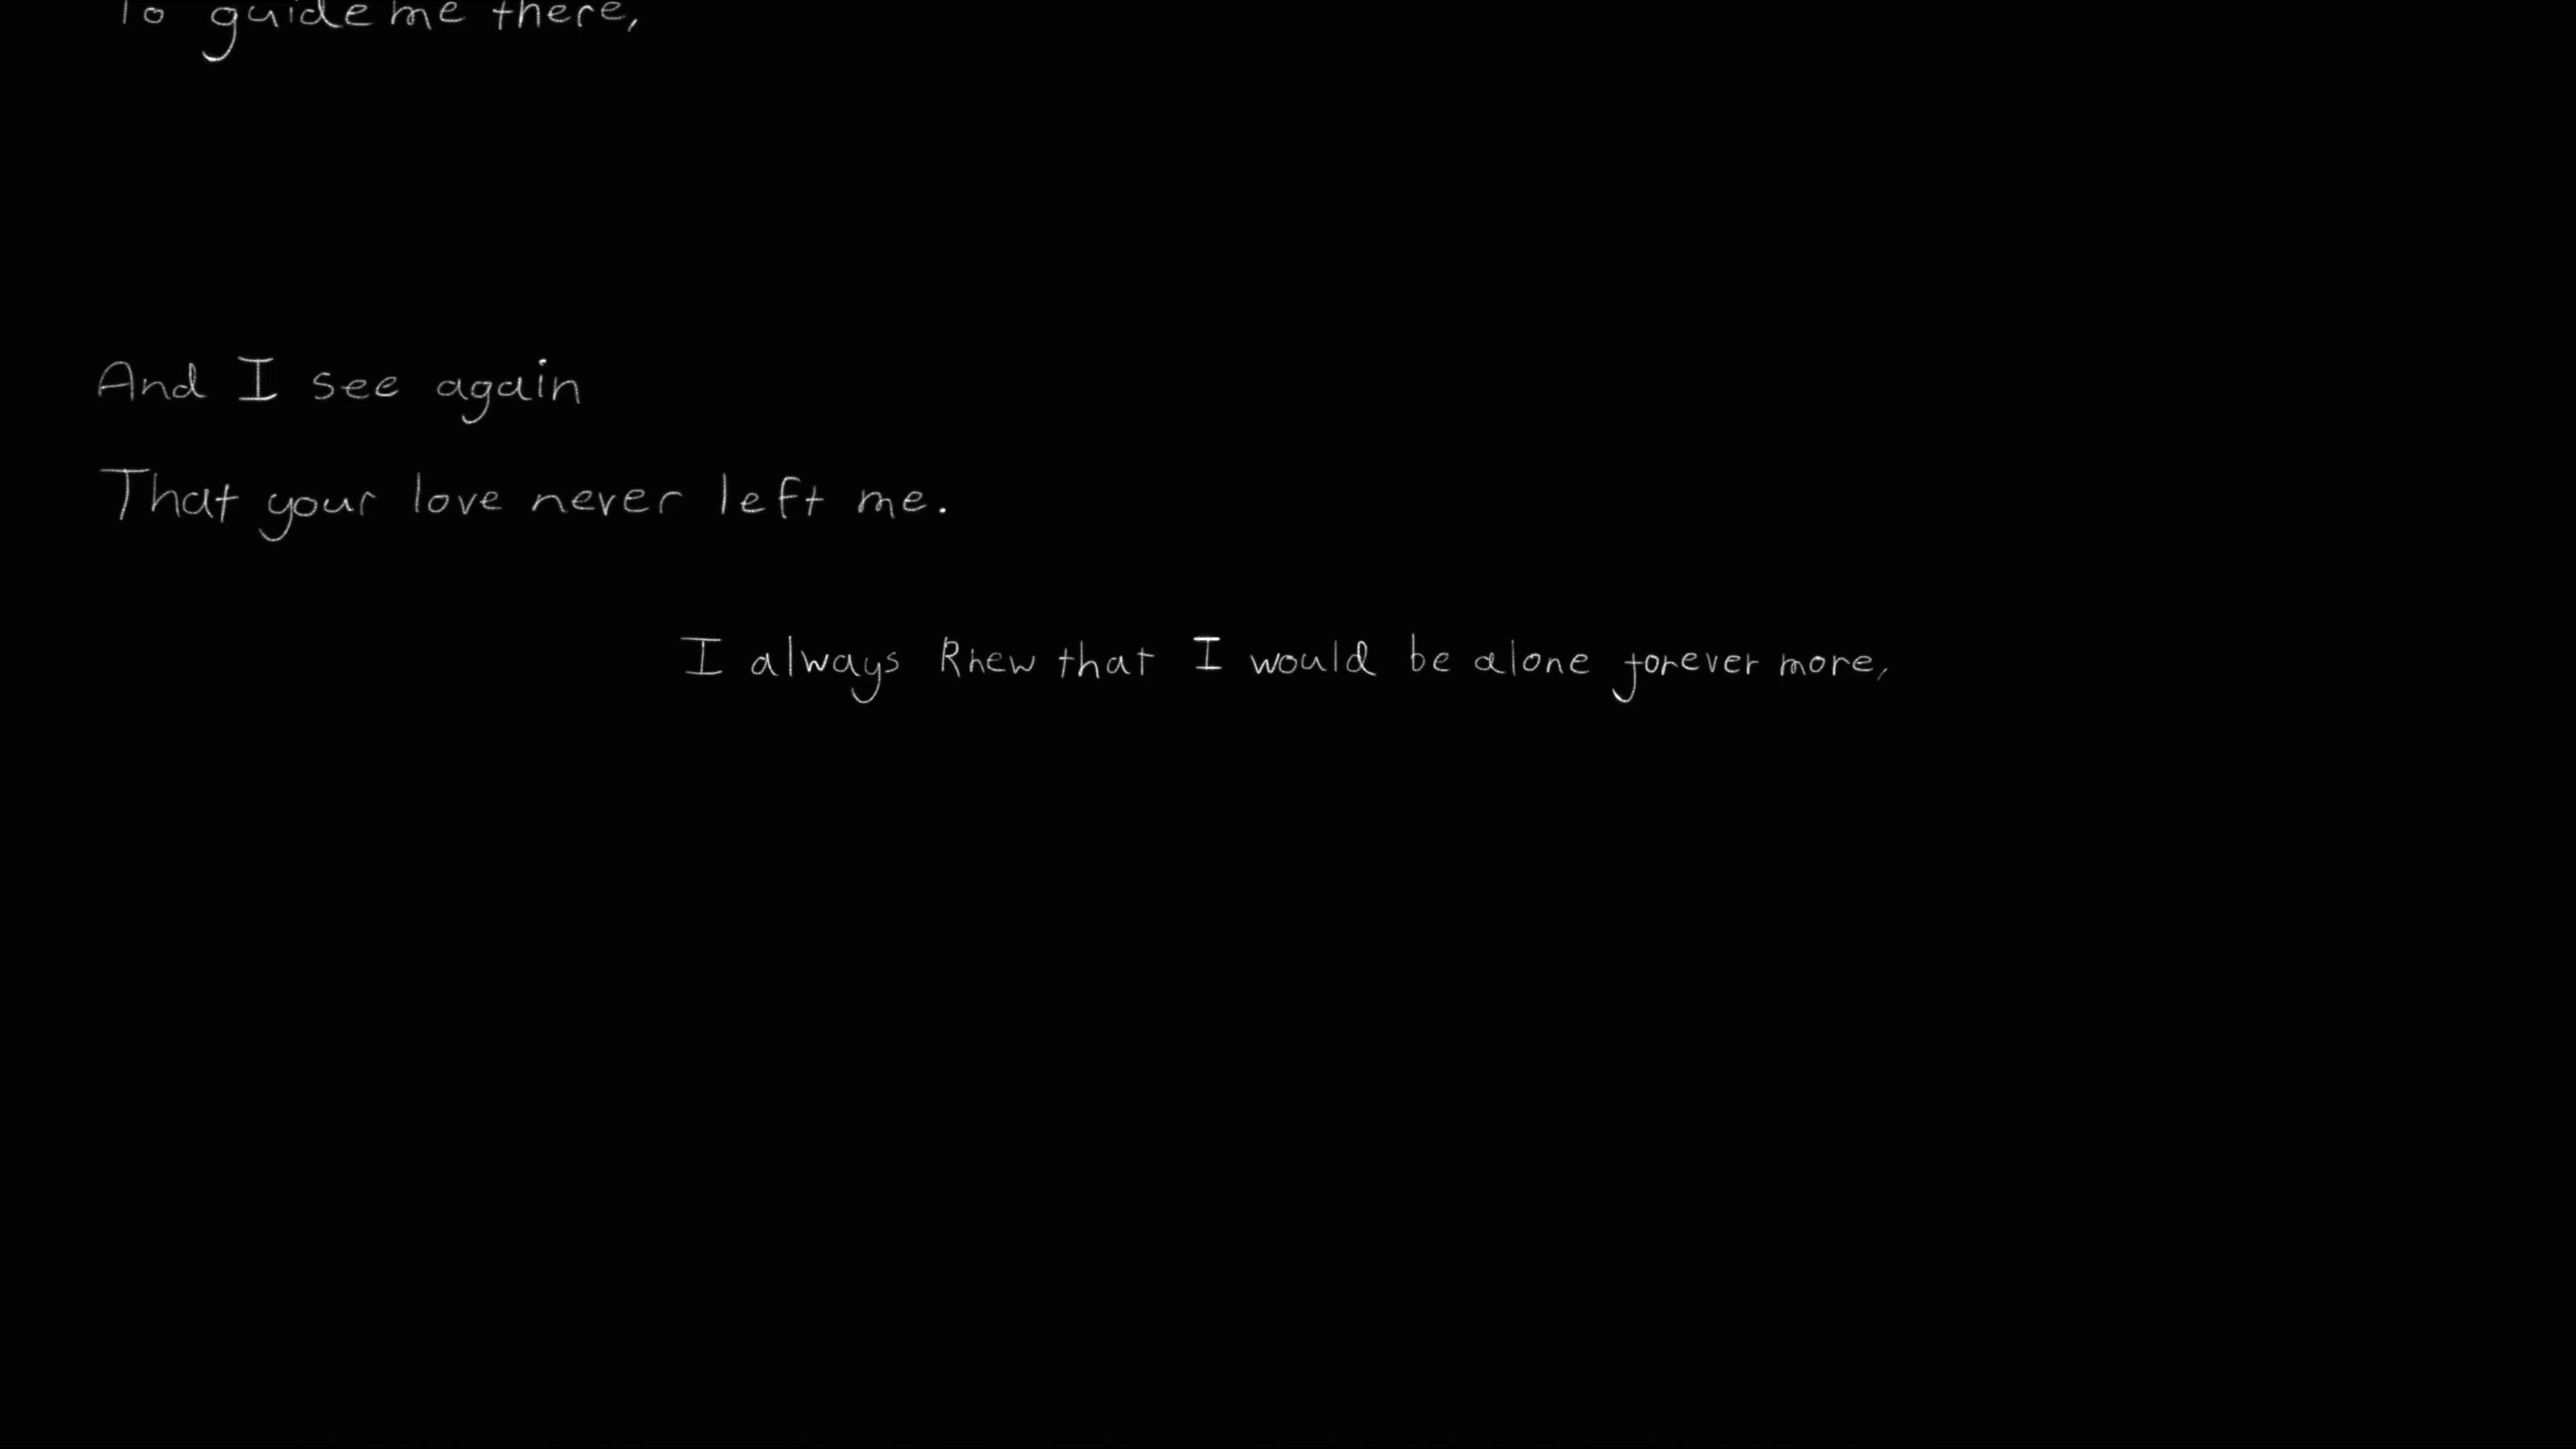 To guide me there,
And I see again
That your love never left me.
I always Knew that I would be alone forever more,